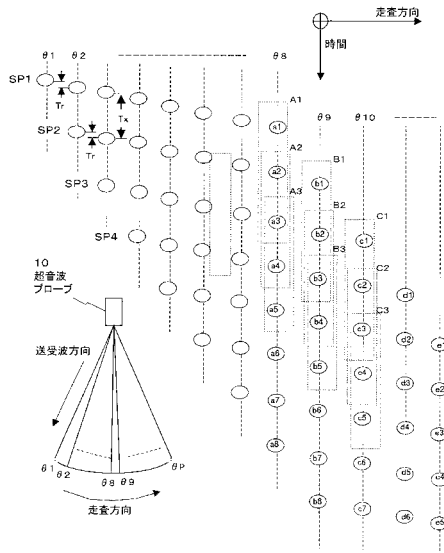 走査方向
時間
θ1 θ2 θ8
SP1
Tr
Tx
A1
a1
θ9 θ10
SP2
Tr
A2
a2
B1
b1
SP3
A3
a3
B2
b2
C1
c1
SP4
a4
B3
b3
C2
c2
d1
10
超音波
プローブ
a5
b4
C3
c3
d2
送受波方向
a6
b5
c4
d3
e2
a7
b6
c5
d4
e3
θ1 θ2 θ8 θ9 θP
a8
b7
c6
d5
e4
走査方向
b8
c7
d6
e5